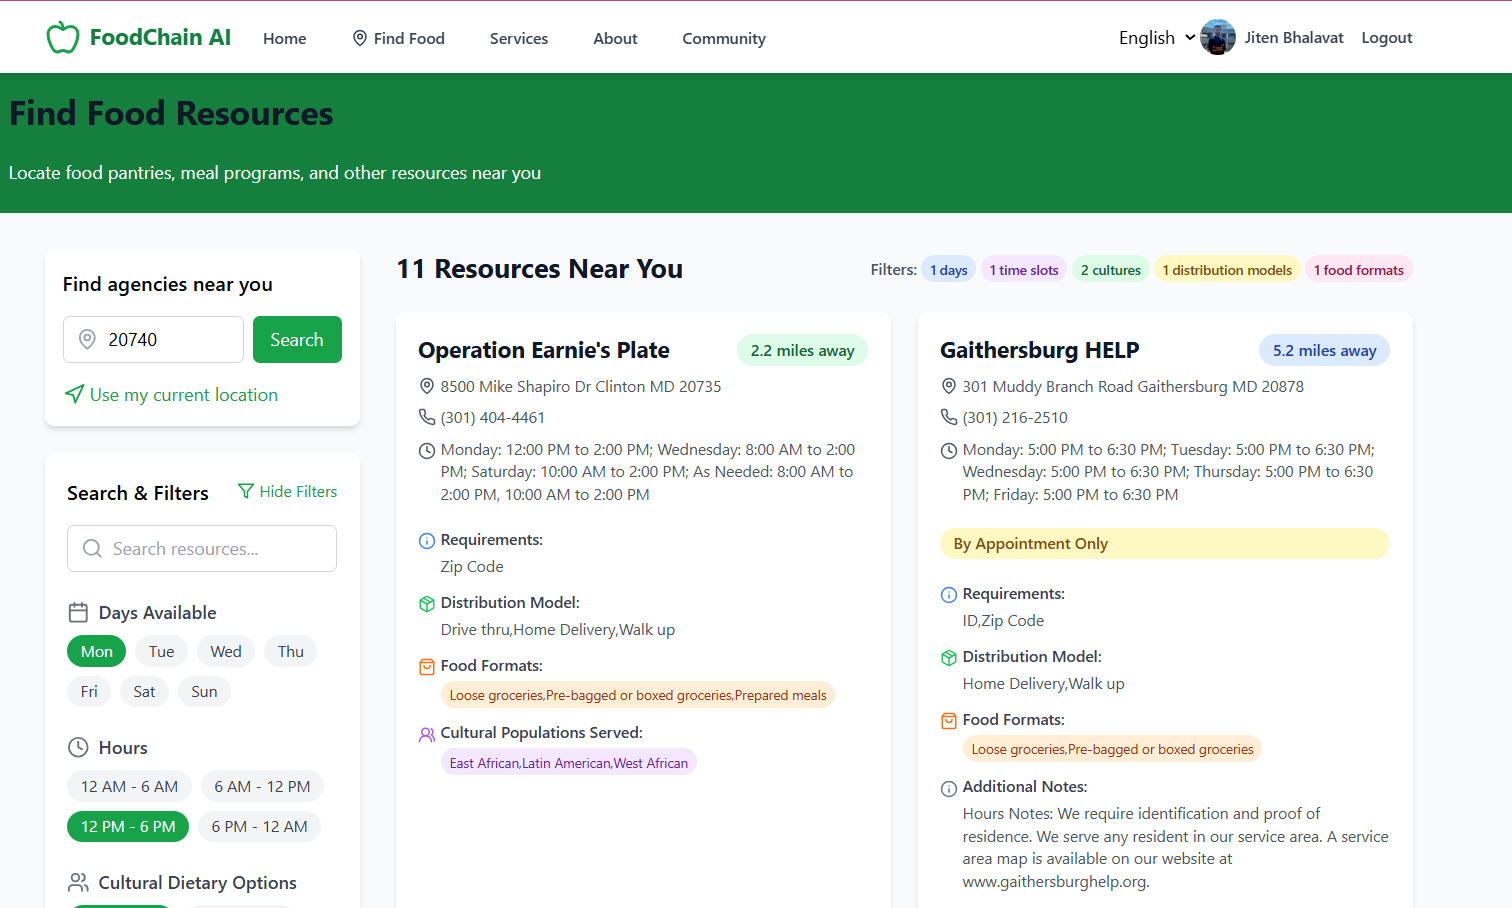 FoodChain AI
Home
Find Food
Services
About
Community
English
Jiten Bhalavat
Logout
Find Food Resources
Locate food pantries, meal programs, and other resources near you
Find agencies near you
20740
Search
Use my current location
Search & Filters
Hide Filters
Search resources...
Days Available
Mon
Tue
Wed
Thu
Fri
Sat
Sun
Hours
12 AM - 6 AM
6 AM - 12 PM
12 PM - 6 PM
6 PM - 12 AM
Cultural Dietary Options
11 Resources Near You
Filters:
1 days
1 time slots
2 cultures
1 distribution models
1 food formats
Operation Earnie's Plate
2.2 miles away
8500 Mike Shapiro Dr Clinton MD 20735
(301) 404-4461
Monday: 12:00 PM to 2:00 PM; Wednesday: 8:00 AM to 2:00
PM; Saturday: 10:00 AM to 2:00 PM; As Needed: 8:00 AM to
2:00 PM, 10:00 AM to 2:00 PM
Requirements:
Zip Code
Distribution Model:
Drive thru,Home Delivery,Walk up
Food Formats:
Loose groceries,Pre-bagged or boxed groceries,Prepared meals
Cultural Populations Served:
East African,Latin American,West African
Gaithersburg HELP
5.2 miles away
301 Muddy Branch Road Gaithersburg MD 20878
(301) 216-2510
Monday: 5:00 PM to 6:30 PM; Tuesday: 5:00 PM to 6:30 PM;
Wednesday: 5:00 PM to 6:30 PM; Thursday: 5:00 PM to 6:30
PM; Friday: 5:00 PM to 6:30 PM
By Appointment Only
Requirements:
ID,Zip Code
Distribution Model:
Home Delivery,Walk up
Food Formats:
Loose groceries,Pre-bagged or boxed groceries
Additional Notes:
Hours Notes: We require identification and proof of
residence. We serve any resident in our service area. A service
area map is available on our website at
www.gaithersburghelp.org.